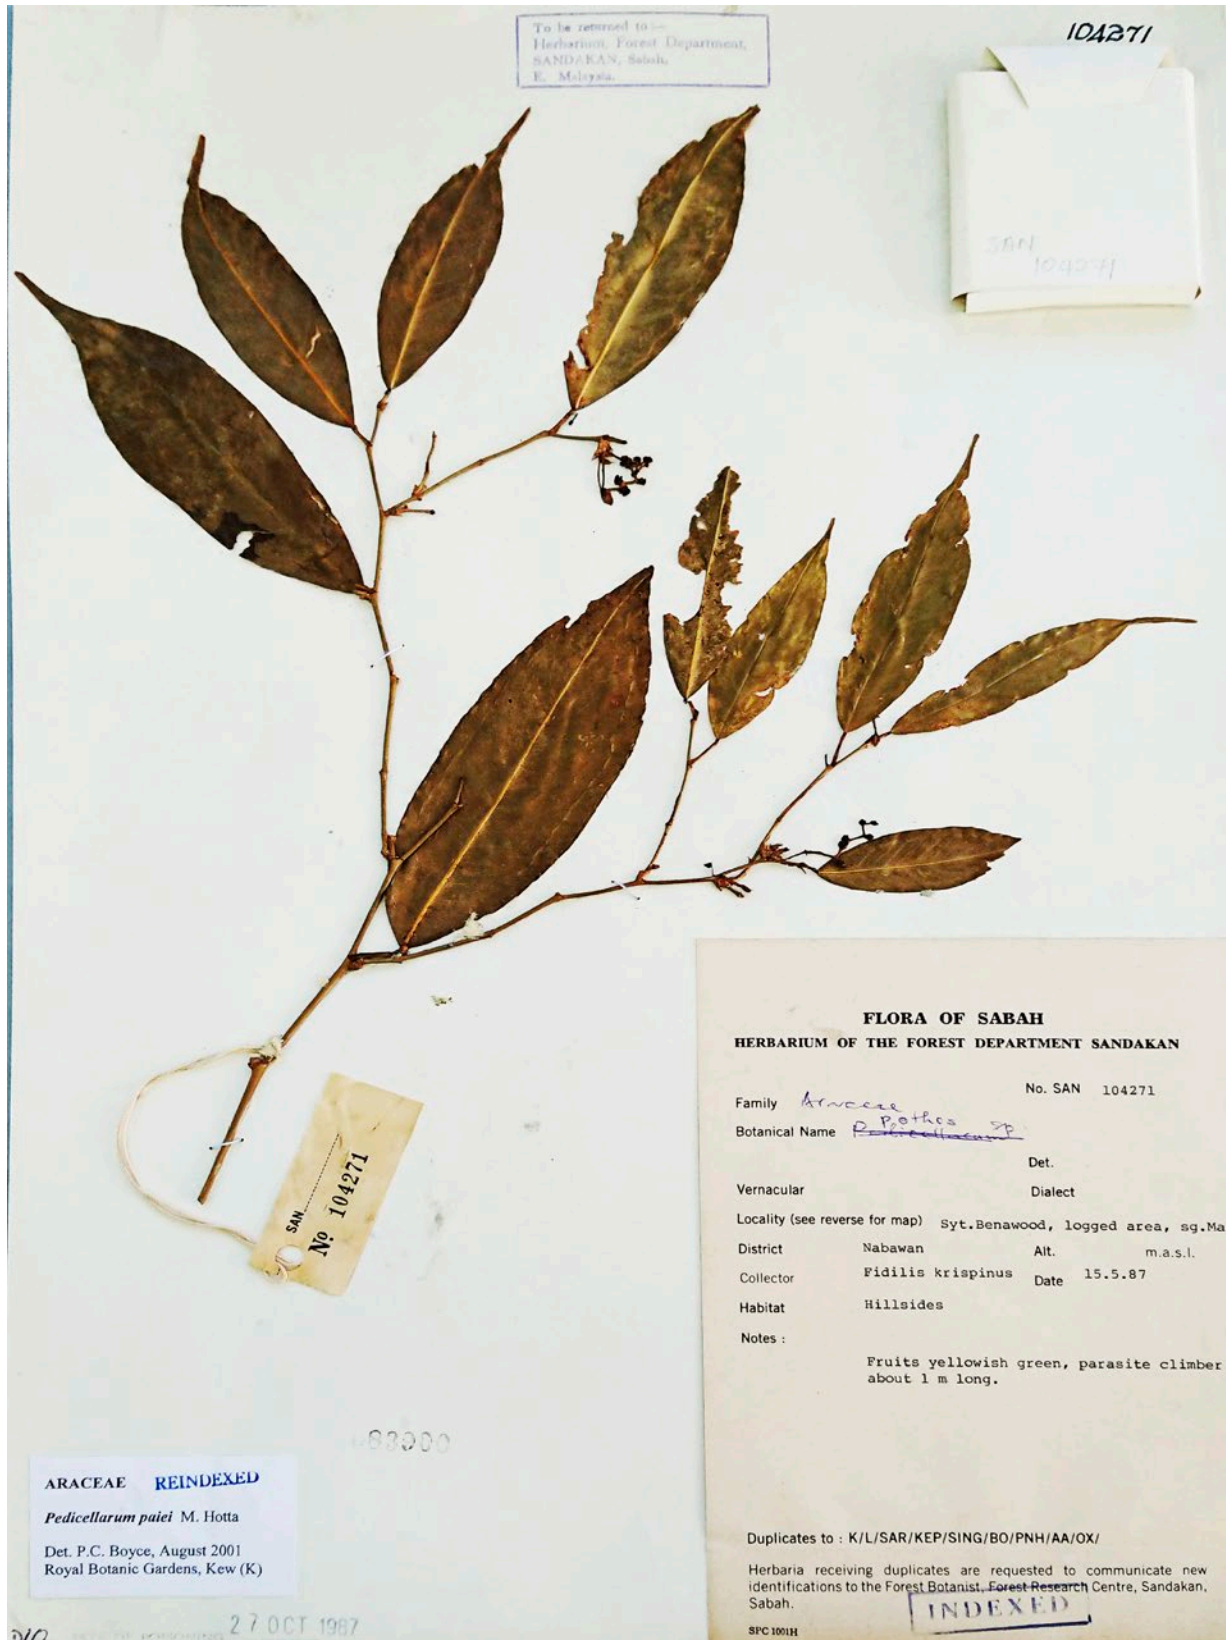 To be returned to :—
Herbarium, Forest Department,
SANDAKAN, Sabah,
E. Malaysia.
104271
SAN
104271
FLORA OF SABAH
HERBARIUM OF THE FOREST DEPARTMENT SANDAKAN
No. SAN 104271
Family Araceae
Botanical Name Pedicellarum Pothos sp
Det.
Vernacular Dialect
Locality (see reverse for map) Syt.Benawood, logged area, sg.Ma
District Nabawan Alt. m.a.s.l.
Collector Fidilis krispinus Date 15.5.87
Habitat Hillsides
Notes :
Fruits yellowish green, parasite climber
about 1 m long.
Duplicates to : K/L/SAR/KEP/SING/BO/PNH/AA/OX/
Herbaria receiving duplicates are requested to communicate new
identifications to the Forest Botanist, Forest Research Centre, Sandakan,
Sabah.
INDEXED
SPC 1001H
SAN
No 104271
ARACEAE REINDEXED
Pedicellarum paiei M. Hotta
Det. P.C. Boyce, August 2001
Royal Botanic Gardens, Kew (K)
27 OCT 1987